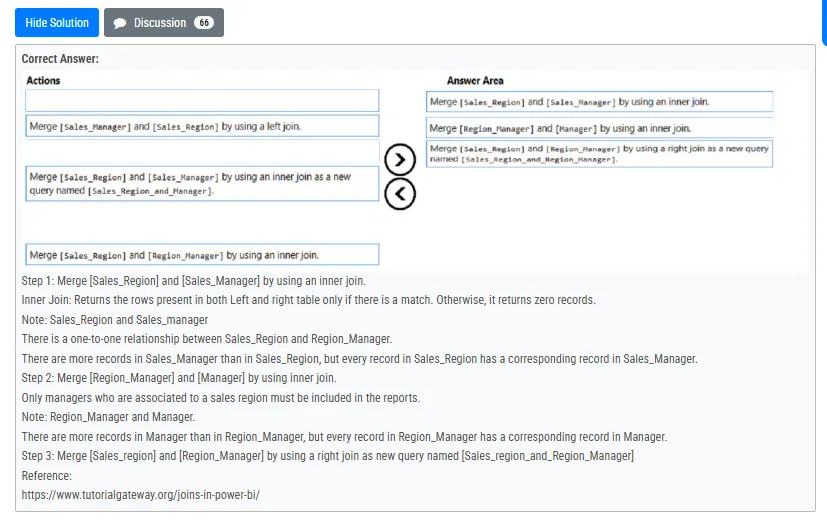 Hide Solution
Discussion 66
Correct Answer:
Actions
Answer Area
Merge [Sales_Manager] and [Sales_Region] by using a left join.
Merge [Sales_Region] and [Sales_Manager] by using an inner join as a new
query named [Sales_Region_and_Manager].
Merge [Sales_Region] and [Region_Manager] by using an inner join.
Merge [Sales_Region] and [Sales_Manager] by using an inner join.
Merge [Region_Manager] and [Manager] by using an inner join.
Merge [Sales_Region] and [Region_Manager] by using a right join as a new query
named [Sales_Region_and_Region_Manager].
Step 1: Merge [Sales_Region] and [Sales_Manager] by using an inner join.
Inner Join: Returns the rows present in both Left and right table only if there is a match. Otherwise, it returns zero records.
Note: Sales_Region and Sales_manager
There is a one-to-one relationship between Sales_Region and Region_Manager.
There are more records in Sales_Manager than in Sales_Region, but every record in Sales_Region has a corresponding record in Sales_Manager.
Step 2: Merge [Region_Manager] and [Manager] by using inner join.
Only managers who are associated to a sales region must be included in the reports.
Note: Region_Manager and Manager.
There are more records in Manager than in Region_Manager, but every record in Region_Manager has a corresponding record in Manager.
Step 3: Merge [Sales_region] and [Region_Manager] by using a right join as new query named [Sales_region_and_Region_Manager]
Reference:
https://www.tutorialgateway.org/joins-in-power-bi/